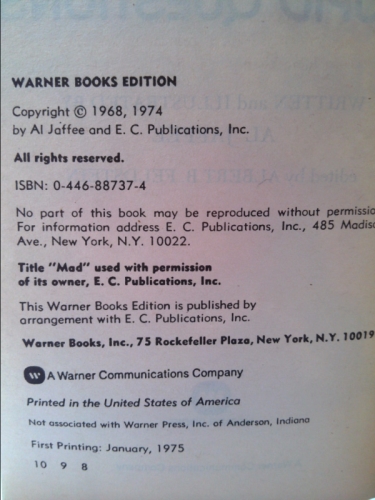 WARNER BOOKS EDITION
Copyright © 1968, 1974
by Al Jaffee and E. C. Publications, Inc.
All rights reserved.
ISBN: 0-446-88737-4
No part of this book may be reproduced without permissio
For information address E. C. Publications, Inc., 485 Madiso
Ave., New York, N.Y. 10022.
Title "Mad" used with permission
of its owner, E. C. Publications, Inc.
This Warner Books Edition is published by
arrangement with E. C. Publications, Inc.
Warner Books, Inc., 75 Rockefeller Plaza, New York, N.Y. 10019
A Warner Communications Company
Printed in the United States of America
Not associated with Warner Press, Inc. of Anderson, Indiana
First Printing: January, 1975
10 9 8